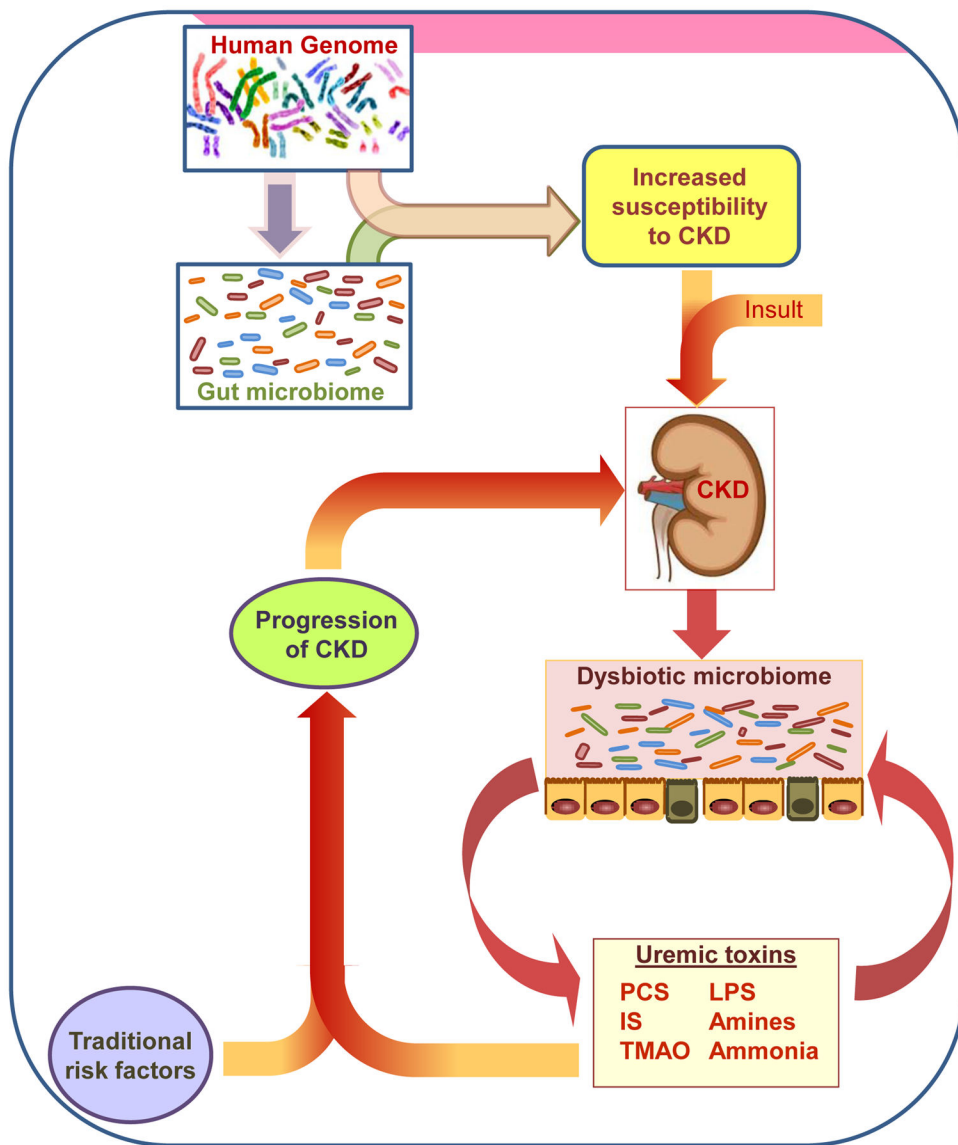 Human Genome
Increased
susceptibility
to CKD
Gut microbiome
Insult
CKD
Progression
of CKD
Dysbiotic microbiome
Uremic toxins
PCS LPS
IS Amines
TMAO Ammonia
Traditional
risk factors